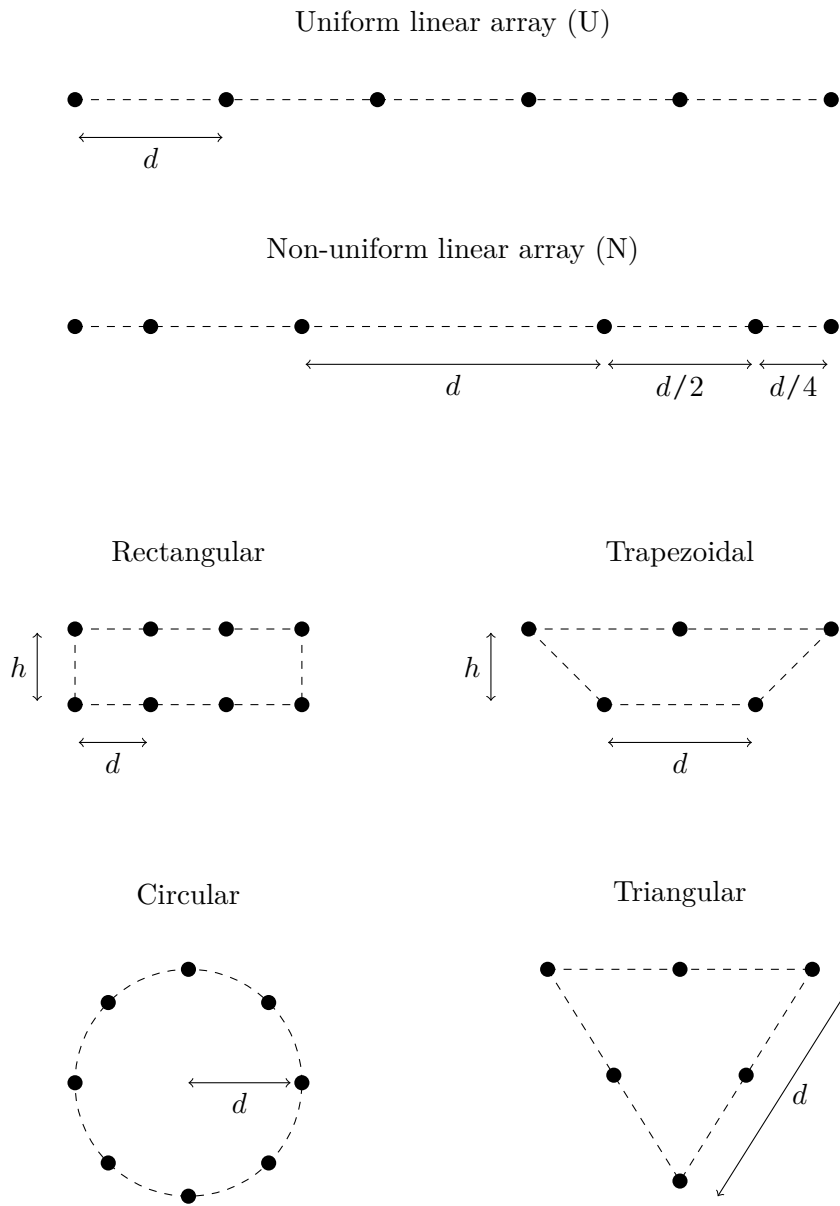 Uniform linear array (U)
d
Non-uniform linear array (N)
d
d/2
d/4
Rectangular
Trapezoidal
h
h
d
d
Circular
Triangular
d
d